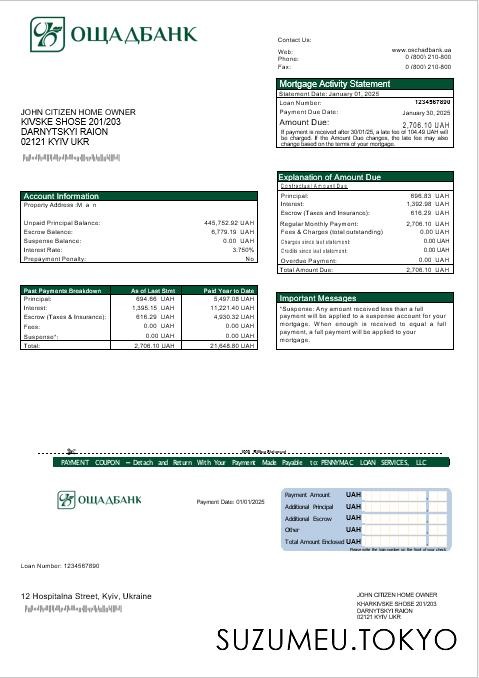 ОЩАДБАНК
Contact Us:
Web: www.oschadbank.ua
Phone: 0 (800) 210-800
Fax: 0 (800) 210-800
Mortgage Activity Statement
Statement Date: January 01, 2025
Loan Number: 1234567890
Payment Due Date: January 30, 2025
Amount Due: 2,706.10 UAH
If payment is received after 30/01/25, a late fee of 104.49 UAH will
be charged. If the Amount Due changes, the late fee may also
change based on the terms of your mortgage.
JOHN CITIZEN HOME OWNER
KIVSKE SHOSE 201/203
DARNYTSKYI RAION
02121 KYIV UKR
Explanation of Amount Due
Contractual Amount Due
Principal: 696.83 UAH
Interest: 1,392.98 UAH
Escrow (Taxes and Insurance): 616.29 UAH
Regular Monthly Payment: 2,706.10 UAH
Fees & Charges (total outstanding) 0.00 UAH
Charges since last statement: 0.00 UAH
Credits since last statement: 0.00 UAH
Overdue Payment: 0.00 UAH
Total Amount Due: 2,706.10 UAH
Account Information
Property Address :M a n
Unpaid Principal Balance: 445,752.92 UAH
Escrow Balance: 6,779.19 UAH
Suspense Balance: 0.00 UAH
Interest Rate: 3.750%
Prepayment Penalty: No
Past Payments Breakdown As of Last Stmt Paid Year to Date
Principal: 694.66 UAH 5,497.08 UAH
Interest: 1,395.15 UAH 11,221.40 UAH
Escrow (Taxes & Insurance): 616.29 UAH 4,930.32 UAH
Fees: 0.00 UAH 0.00 UAH
Suspense*: 0.00 UAH 0.00 UAH
Total: 2,706.10 UAH 21,648.80 UAH
Important Messages
*Suspense: Any amount received less than a full
payment will be applied to a suspense account for your
mortgage. When enough is received to equal a full
payment, a full payment will be applied to your
mortgage.
PAYMENT COUPON – Detach and Return With Your Payment Made Payable to: PENNYMAC LOAN SERVICES, LLC
ОЩАДБАНК
Payment Date: 01/01/2025
Payment Amount UAH
Additional Principal UAH
Additional Escrow UAH
Other UAH
Total Amount Enclosed UAH
Please write the loan number on the front of your check.
Loan Number: 1234567890
12 Hospitalna Street, Kyiv, Ukraine
JOHN CITIZEN HOME OWNER
KHARKIVSKE SHOSE 201/203
DARNYTSKYI RAION
02121 KYIV UKR
SUZUMEU.TOKYO